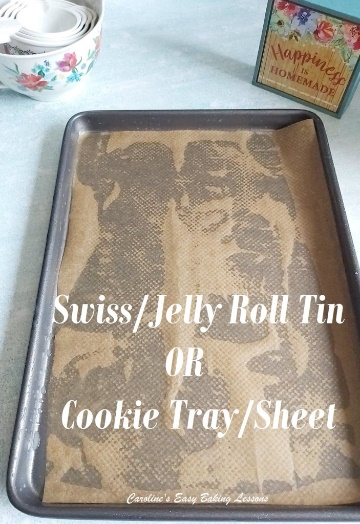 Happiness
IS
HOMEMADE
Swiss/Jelly Roll Tin
OR
Cookie Tray/Sheet
Caroline's Easy Baking Lessons